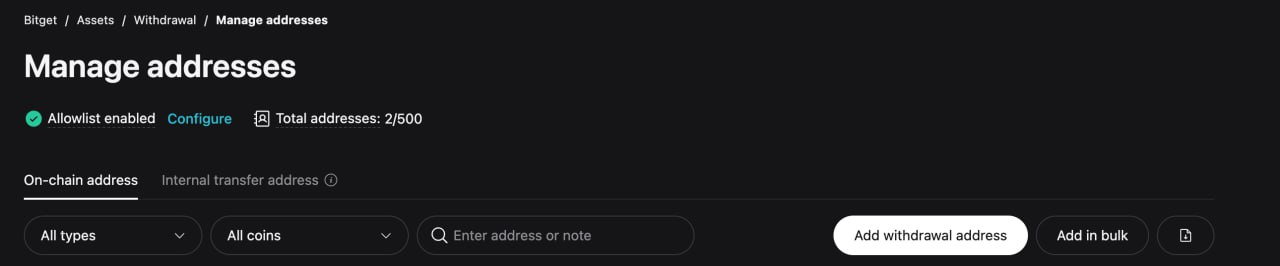 Bitget / Assets / Withdrawal / Manage addresses
Manage addresses
Allowlist enabled Configure Total addresses: 2/500
On-chain address Internal transfer address
All types All coins Enter address or note Add withdrawal address Add in bulk